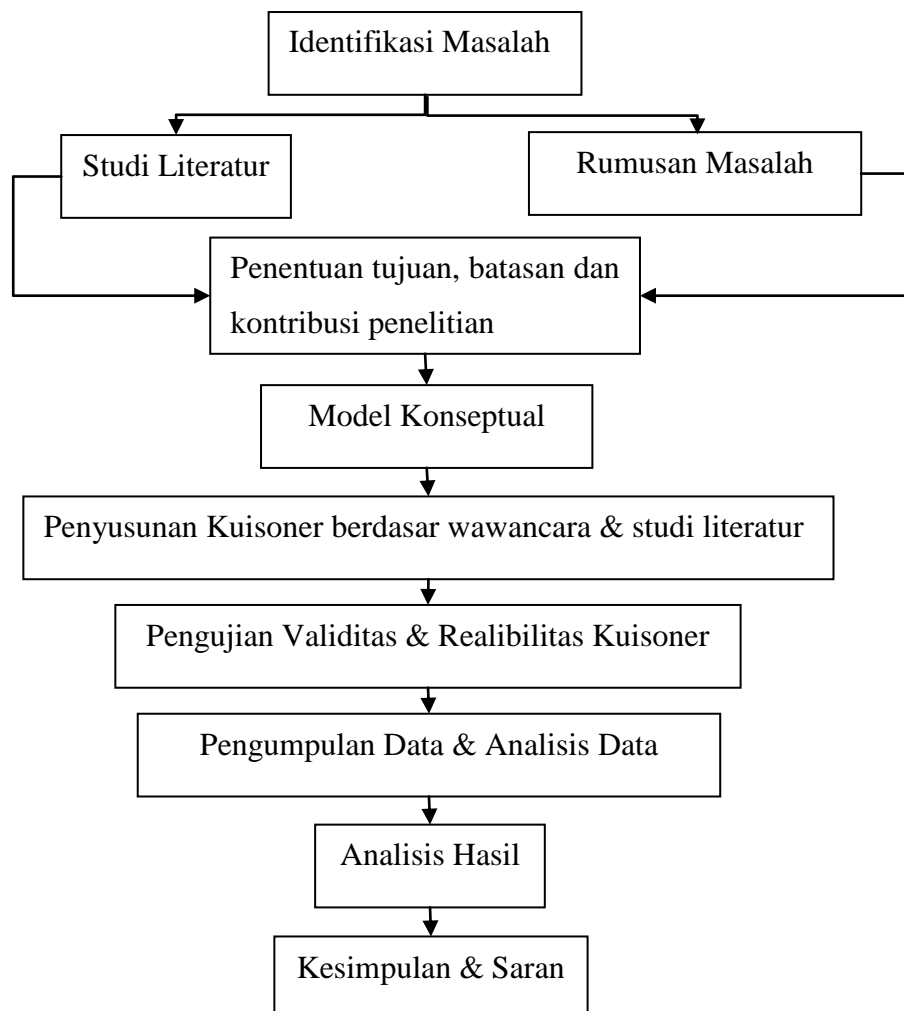 Identifikasi Masalah
Studi Literatur
Rumusan Masalah
Penentuan tujuan, batasan dan
kontribusi penelitian
Model Konseptual
Penyusunan Kuisoner berdasar wawancara & studi literatur
Pengujian Validitas & Realibilitas Kuisoner
Pengumpulan Data & Analisis Data
Analisis Hasil
Kesimpulan & Saran